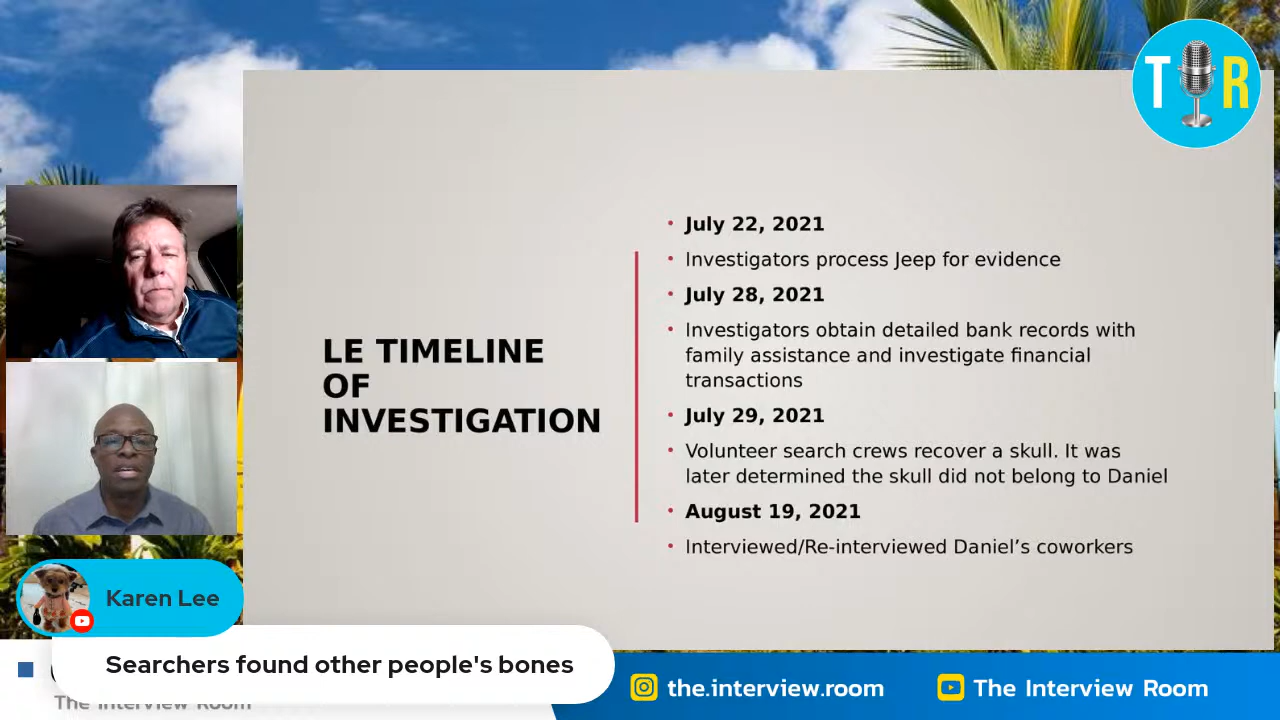 T R
LE TIMELINE
OF
INVESTIGATION
• July 22, 2021
• Investigators process Jeep for evidence
• July 28, 2021
• Investigators obtain detailed bank records with
family assistance and investigate financial
transactions
• July 29, 2021
• Volunteer search crews recover a skull. It was
later determined the skull did not belong to Daniel
• August 19, 2021
• Interviewed/Re-interviewed Daniel’s coworkers
Karen Lee
Searchers found other people's bones
The Interview Room
the.interview.room
The Interview Room